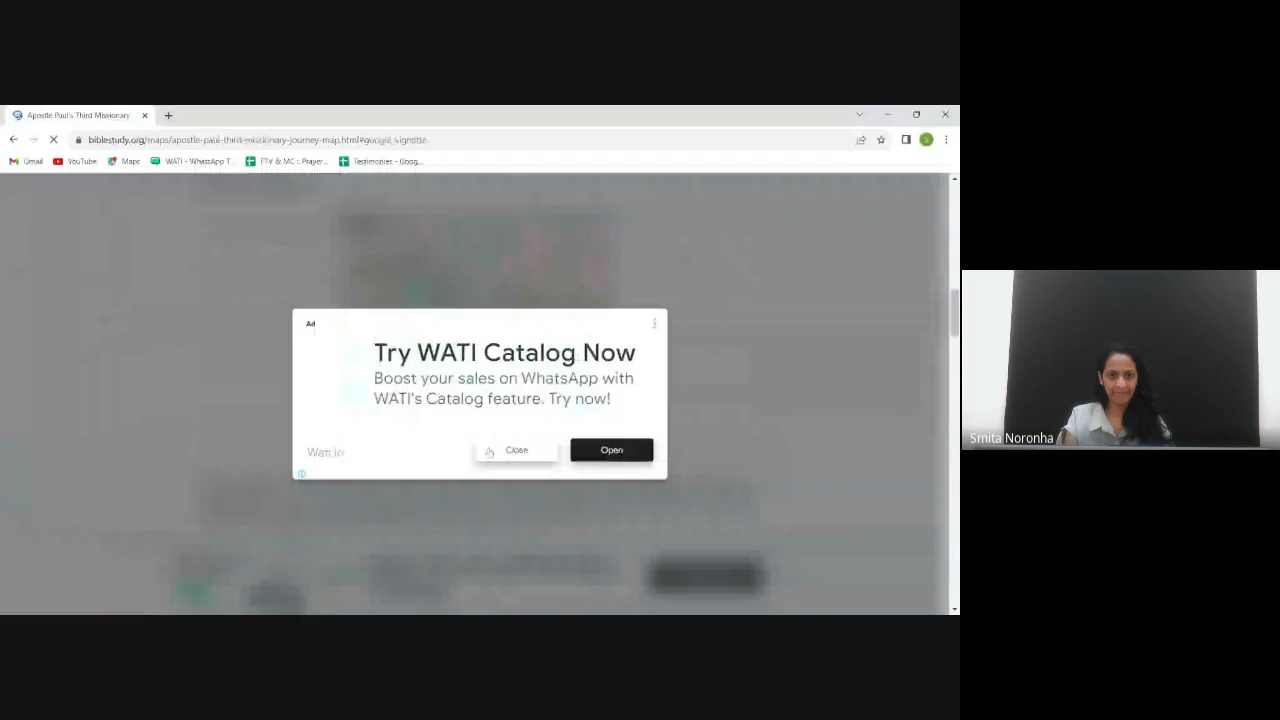 Apostle Paul's Third Missionary
biblestudy.org/maps/apostle-paul-third-missionary-journey-map.html#google_vignette
Gmail YouTube Maps WATI - WhatsApp T... FTV & MC :: Prayer... Testimonies - Goog...
Ad
Try WATI Catalog Now
Boost your sales on WhatsApp with
WATI's Catalog feature. Try now!
Wati.io Close Open
Smita Noronha